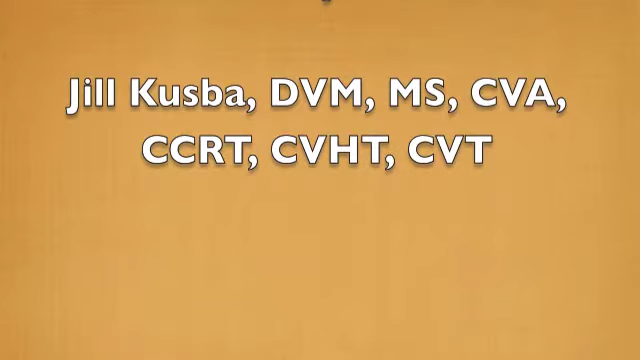 Jill Kusba, DVM, MS, CVA,
CCRT, CVHT, CVT